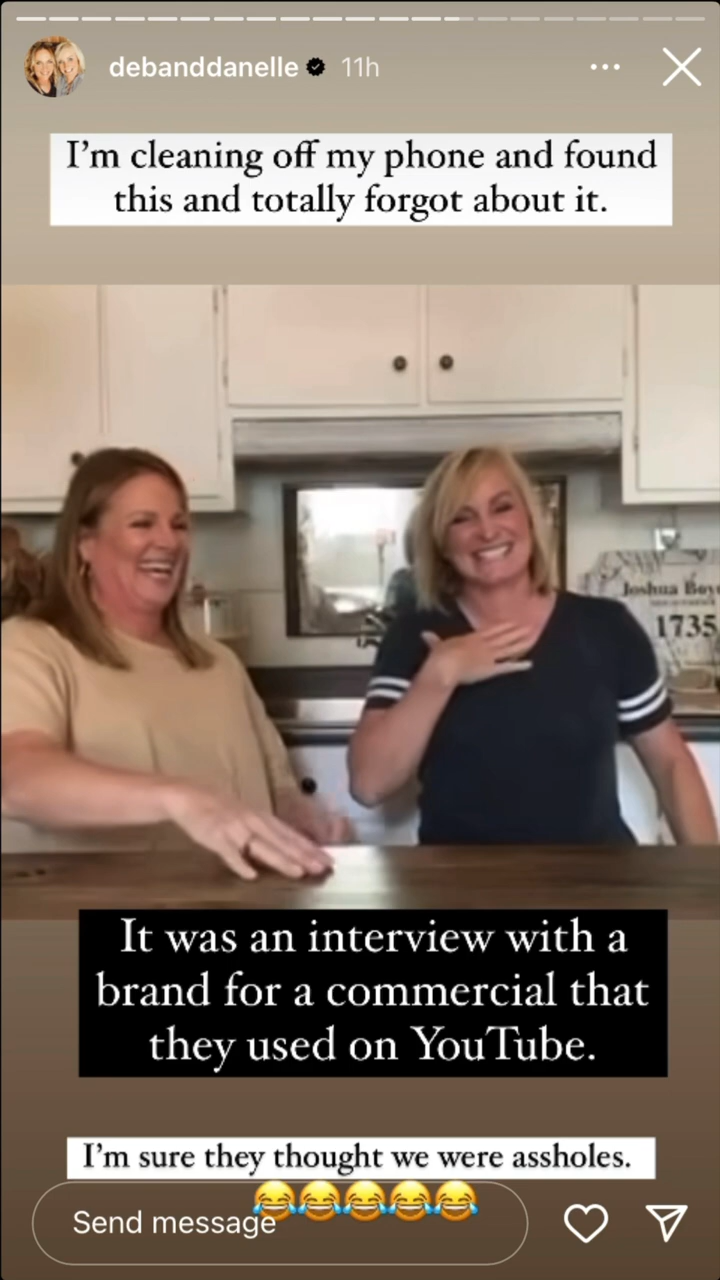 debanddanelle 11h
I’m cleaning off my phone and found
this and totally forgot about it.
Joshua
1735
It was an interview with a
brand for a commercial that
they used on YouTube.
I’m sure they thought we were assholes.
😂😂😂😂😂
Send message